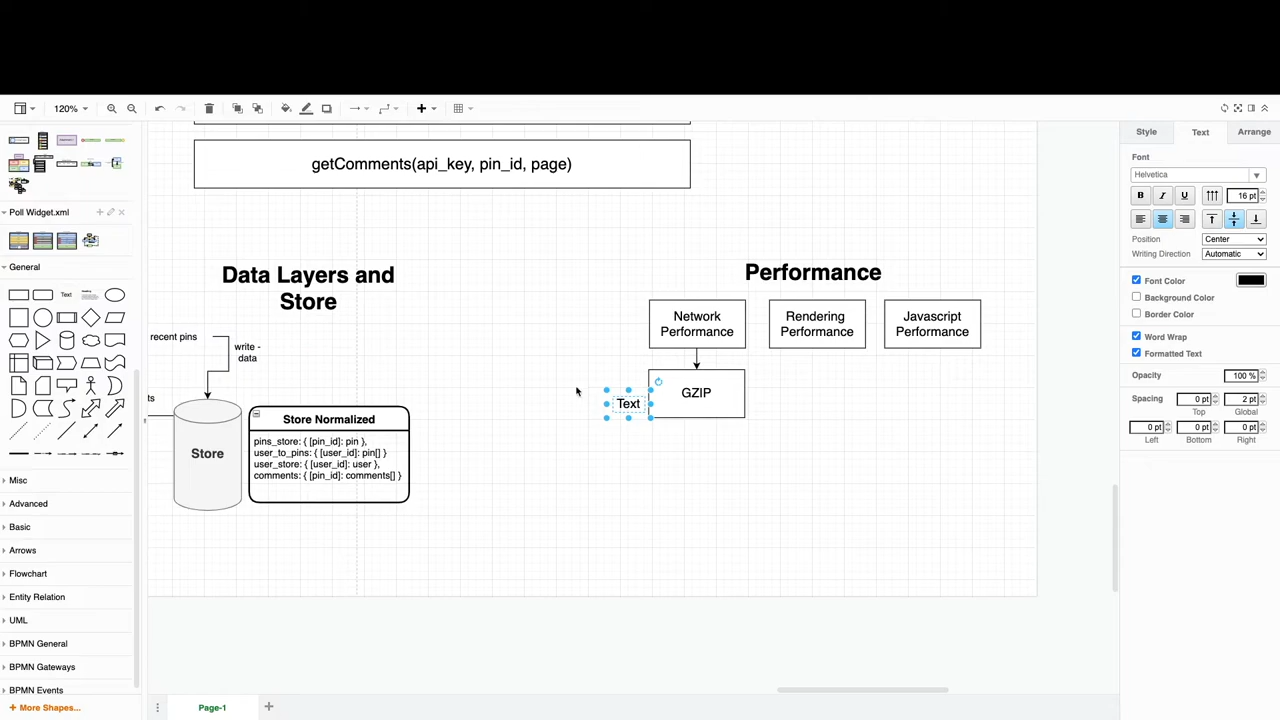 120%
Style
Text
Arrange
Font
Helvetica
B
I
U
16 pt
Position
Center
Writing Direction
Automatic
Font Color
Background Color
Border Color
Word Wrap
Formatted Text
Opacity
100 %
Spacing
0 pt
2 pt
Top
Global
0 pt
0 pt
0 pt
Left
Bottom
Right
Poll Widget.xml
General
Text
Heading
Misc
Advanced
Basic
Arrows
Flowchart
Entity Relation
UML
BPMN General
BPMN Gateways
BPMN Events
More Shapes...
getComments(api_key, pin_id, page)
Data Layers and
Store
recent pins
write -
data
ts
Store
Store Normalized
pins_store: { [pin_id]: pin },
user_to_pins: { [user_id]: pin[] }
user_store: { [user_id]: user },
comments: { [pin_id]: comments[] }
Performance
Network
Performance
Rendering
Performance
Javascript
Performance
GZIP
Text
Page-1